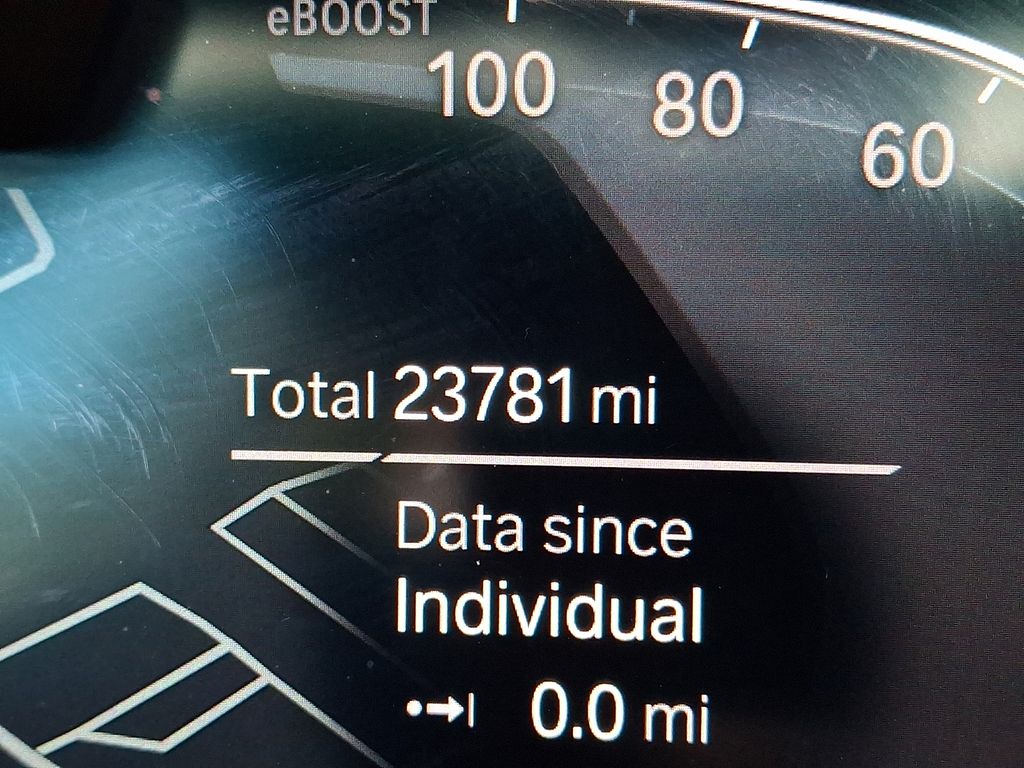 eBOOST
100 80 60
Total 23781 mi
Data since
Individual
0.0 mi